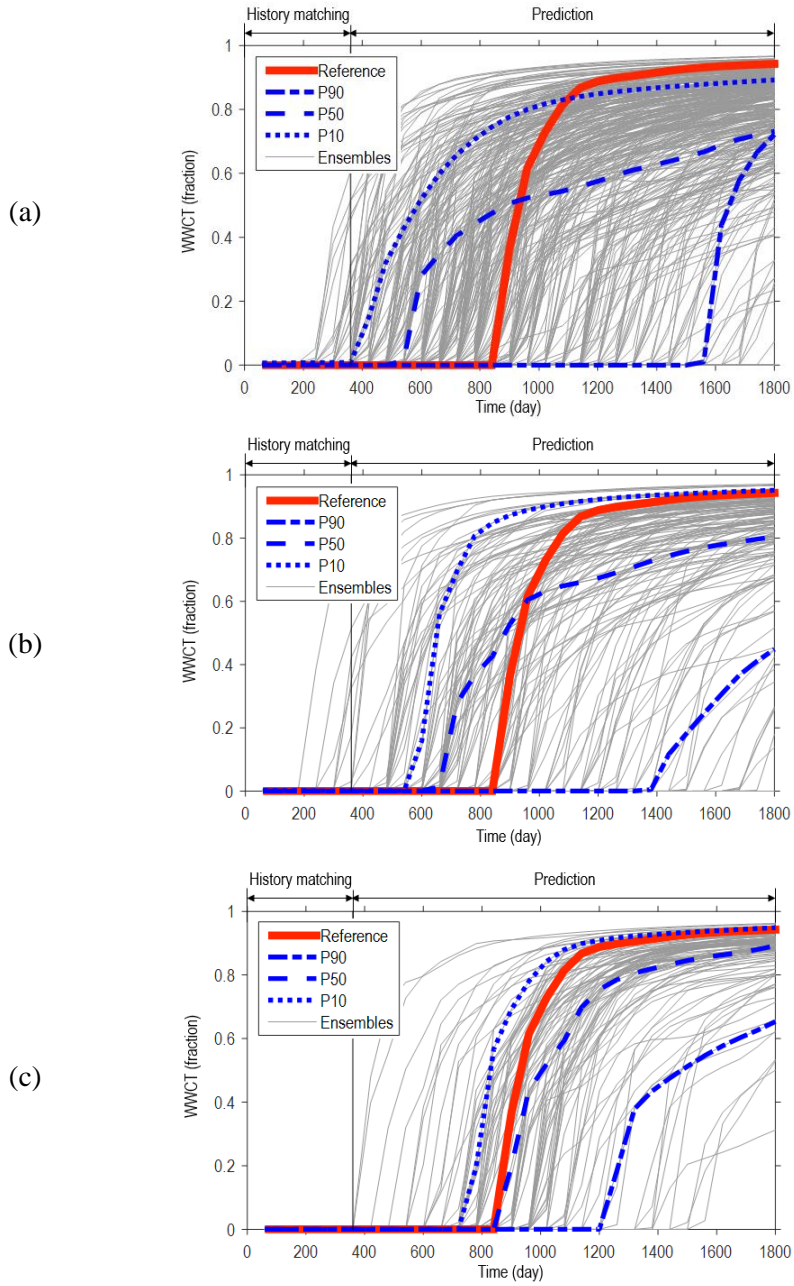 History matching Prediction
1
Reference
P90
P50
P10
Ensembles
0.8
0.6
0.4
0.2
0
WWCT (fraction)
(a)
0 200 400 600 800 1000 1200 1400 1600 1800
Time (day)
History matching Prediction
1
Reference
P90
P50
P10
Ensembles
0.8
0.6
0.4
0.2
0
WWCT (fraction)
(b)
0 200 400 600 800 1000 1200 1400 1600 1800
Time (day)
History matching Prediction
1
Reference
P90
P50
P10
Ensembles
0.8
0.6
0.4
0.2
0
WWCT (fraction)
(c)
0 200 400 600 800 1000 1200 1400 1600 1800
Time (day)